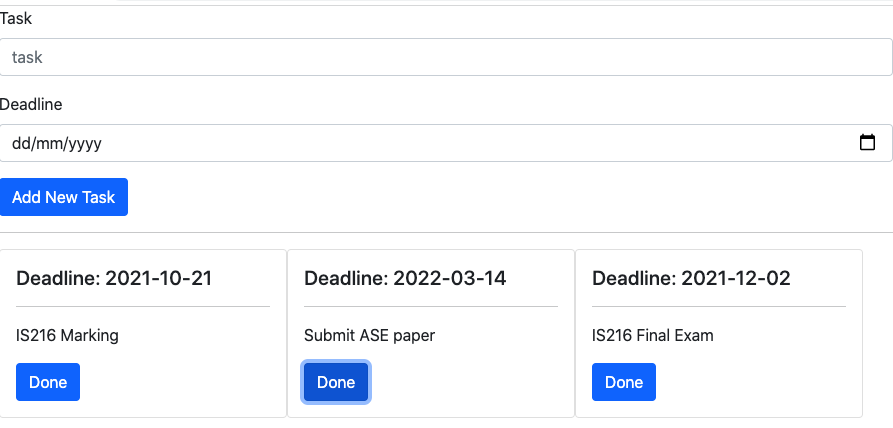 Task
task
Deadline
dd/mm/yyyy
Add New Task
Deadline: 2021-10-21
IS216 Marking
Done
Deadline: 2022-03-14
Submit ASE paper
Done
Deadline: 2021-12-02
IS216 Final Exam
Done